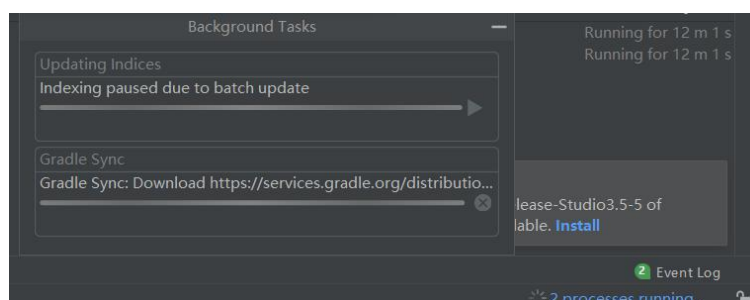 Background Tasks
Running for 12 m 1 s
Running for 12 m 1 s
Updating Indices
Indexing paused due to batch update
Gradle Sync
Gradle Sync: Download https://services.gradle.org/distributio...
lease-Studio3.5-5 of
lable. Install
2 Event Log
2 processes running